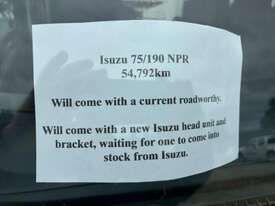 Isuzu 75/190 NPR
54,792km
Will come with a current roadworthy.
Will come with a new Isuzu head unit and
bracket, waiting for one to come into
stock from Isuzu.